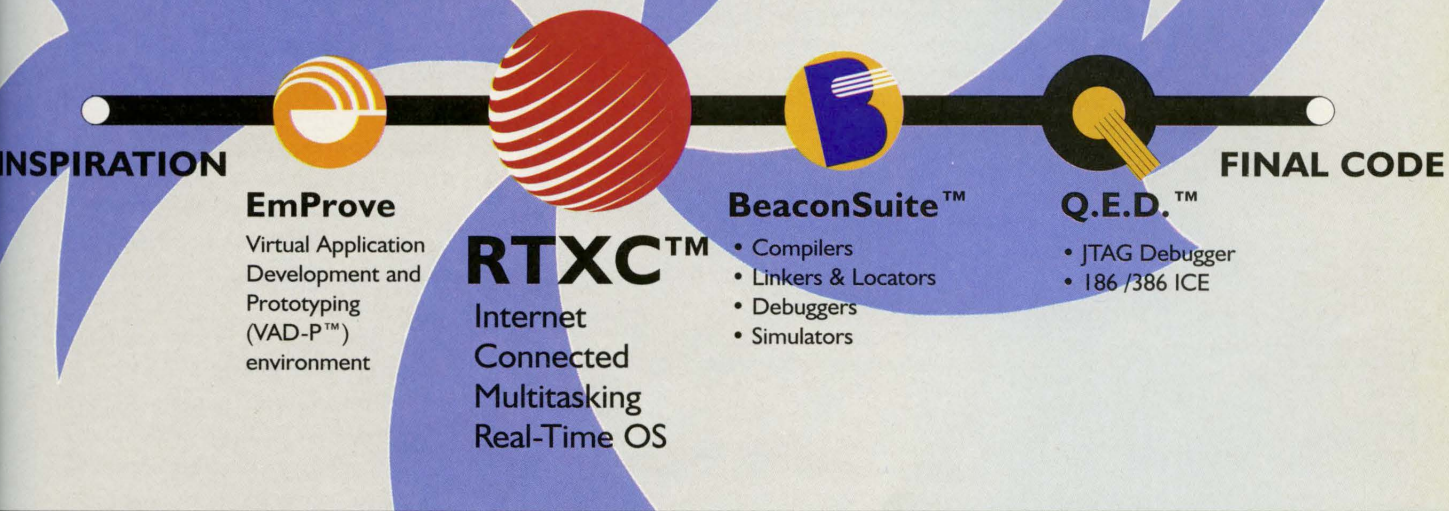 INSPIRATION
EmProve
Virtual Application
Development and
Prototyping
(VAD-P™)
environment
RTXC™
Internet
Connected
Multitasking
Real-Time OS
BeaconSuite™
• Compilers
• Linkers & Locators
• Debuggers
• Simulators
Q.E.D.™
• JTAG Debugger
• 186 /386 ICE
FINAL CODE